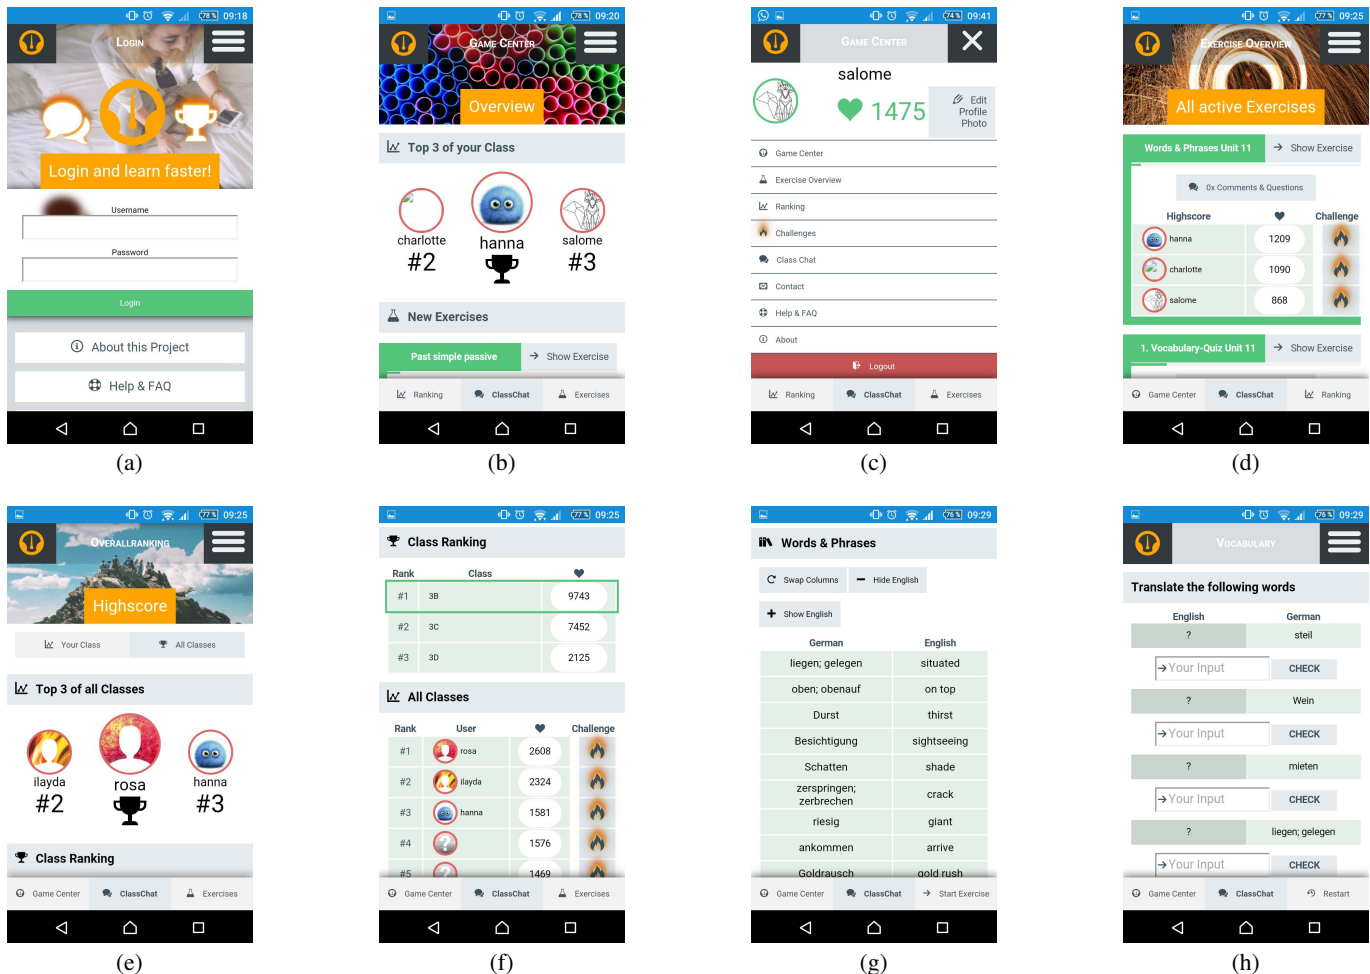 78% 09:18
LOGIN
Login and learn faster!
Username
Password
Login
About this Project
Help & FAQ
(a)
78% 09:20
GAME CENTER
Overview
Top 3 of your Class
charlotte hanna salome
#2 #3
New Exercises
Past simple passive → Show Exercise
Ranking ClassChat Exercises
(b)
74% 09:41
GAME CENTER
salome
1475
Edit
Profile
Photo
Game Center
Exercise Overview
Ranking
Challenges
Class Chat
Contact
Help & FAQ
About
Logout
Ranking ClassChat Exercises
(c)
77% 09:25
EXERCISE OVERVIEW
All active Exercises
Words & Phrases Unit 11 → Show Exercise
0x Comments & Questions
Highscore Challenge
hanna 1209
charlotte 1090
salome 868
1. Vocabulary-Quiz Unit 11 → Show Exercise
Game Center ClassChat Ranking
(d)
77% 09:25
OVERALLRANKING
Highscore
Your Class All Classes
Top 3 of all Classes
ilayda rosa hanna
#2 #3
Class Ranking
Game Center ClassChat Exercises
(e)
77% 09:25
Class Ranking
Rank Class
#1 3B 9743
#2 3C 7452
#3 3D 2125
All Classes
Rank User Challenge
#1 rosa 2608
#2 ilayda 2324
#3 hanna 1581
#4 ? 1576
#5 1469
Game Center ClassChat Exercises
(f)
76% 09:29
Words & Phrases
Swap Columns Hide English
Show English
German English
liegen; gelegen situated
oben; obenauf on top
Durst thirst
Besichtigung sightseeing
Schatten shade
zerspringen;
zerbrechen crack
riesig giant
ankommen arrive
Goldrausch gold rush
Game Center ClassChat → Start Exercise
(g)
76% 09:29
VOCABULARY
Translate the following words
English German
? steil
→ Your Input CHECK
? Wein
→ Your Input CHECK
? mieten
→ Your Input CHECK
? liegen; gelegen
→ Your Input CHECK
Game Center ClassChat Restart
(h)